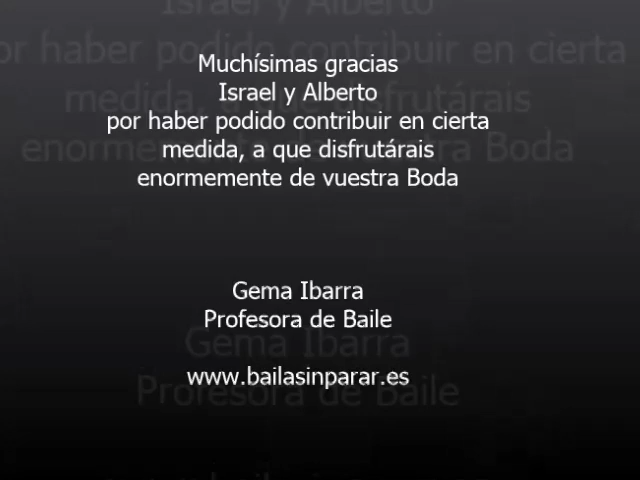 Muchísimas gracias
Israel y Alberto
por haber podido contribuir en cierta
medida, a que disfrutárais
enormemente de vuestra Boda
Gema Ibarra
Profesora de Baile
www.bailasinparar.es